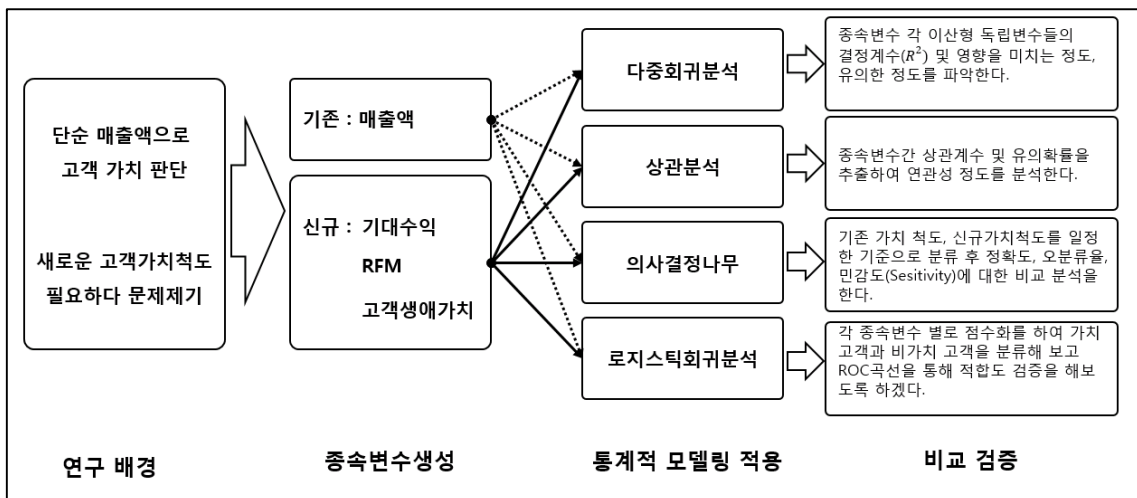 단순 매출액으로
고객 가치 판단
새로운 고객가치척도
필요하다 문제제기
연구 배경
기존 : 매출액
신규 : 기대수익
RFM
고객생애가치
종속변수생성
다중회귀분석
상관분석
의사결정나무
로지스틱회귀분석
통계적 모델링 적용
종속변수 각 이산형 독립변수들의
결정계수(R²) 및 영향을 미치는 정도,
유의한 정도를 파악한다.
종속변수간 상관계수 및 유의확률을
추출하여 연관성 정도를 분석한다.
기존 가치 척도, 신규가치척도를 일정
한 기준으로 분류 후 정확도, 오분류율,
민감도(Sesitivity)에 대한 비교 분석을
한다.
각 종속변수 별로 점수화를 하여 가치
고객과 비가치 고객을 분류해 보고
ROC곡선을 통해 적합도 검증을 해보
도록 하겠다.
비교 검증